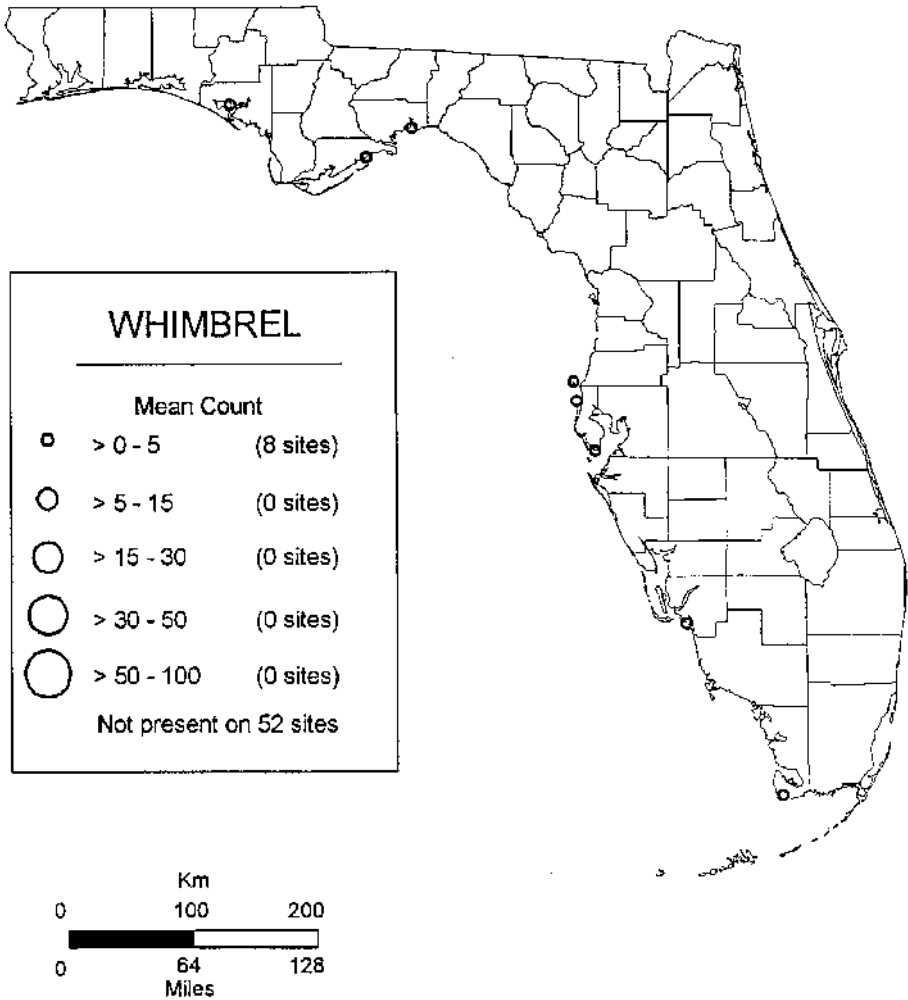 WHIMBREL
Mean Count
> 0 - 5 (8 sites)
> 5 - 15 (0 sites)
> 15 - 30 (0 sites)
> 30 - 50 (0 sites)
> 50 - 100 (0 sites)
Not present on 52 sites
Km
0 100 200
0 64 128
Miles